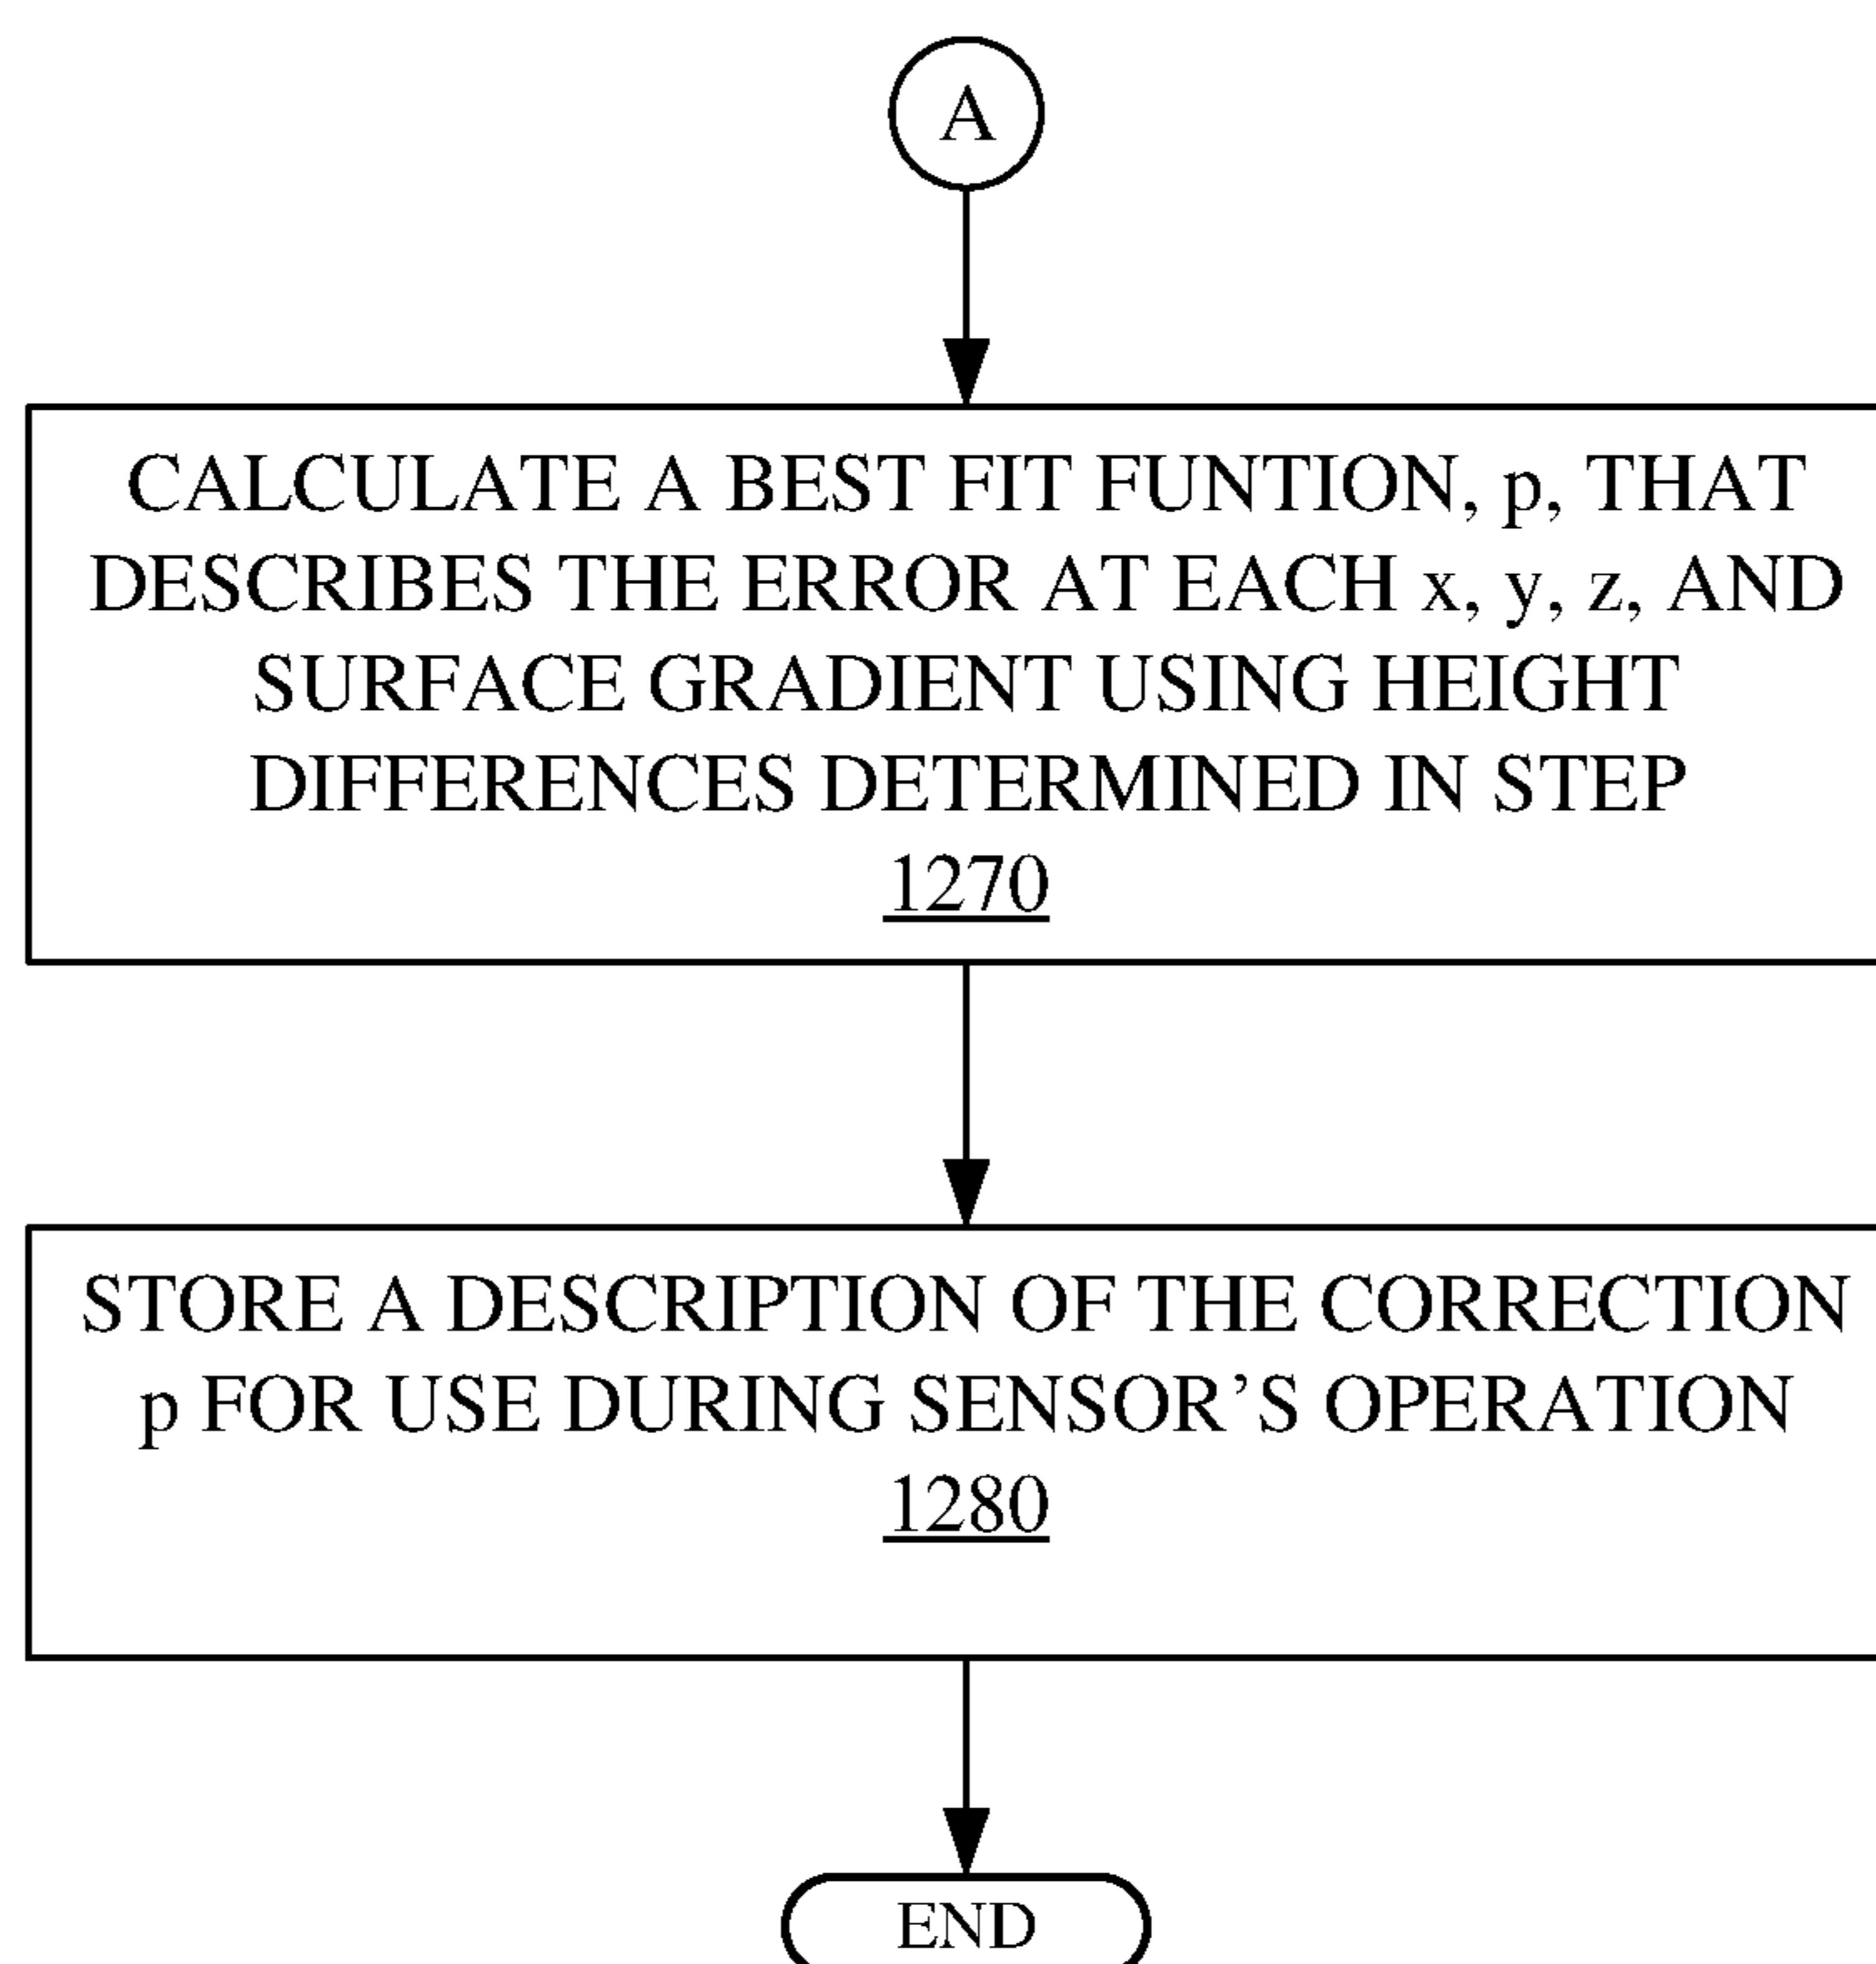 A
CALCULATE A BEST FIT FUNTION, p, THAT
DESCRIBES THE ERROR AT EACH x, y, z, AND
SURFACE GRADIENT USING HEIGHT
DIFFERENCES DETERMINED IN STEP
1270
STORE A DESCRIPTION OF THE CORRECTION
p FOR USE DURING SENSOR’S OPERATION
1280
END